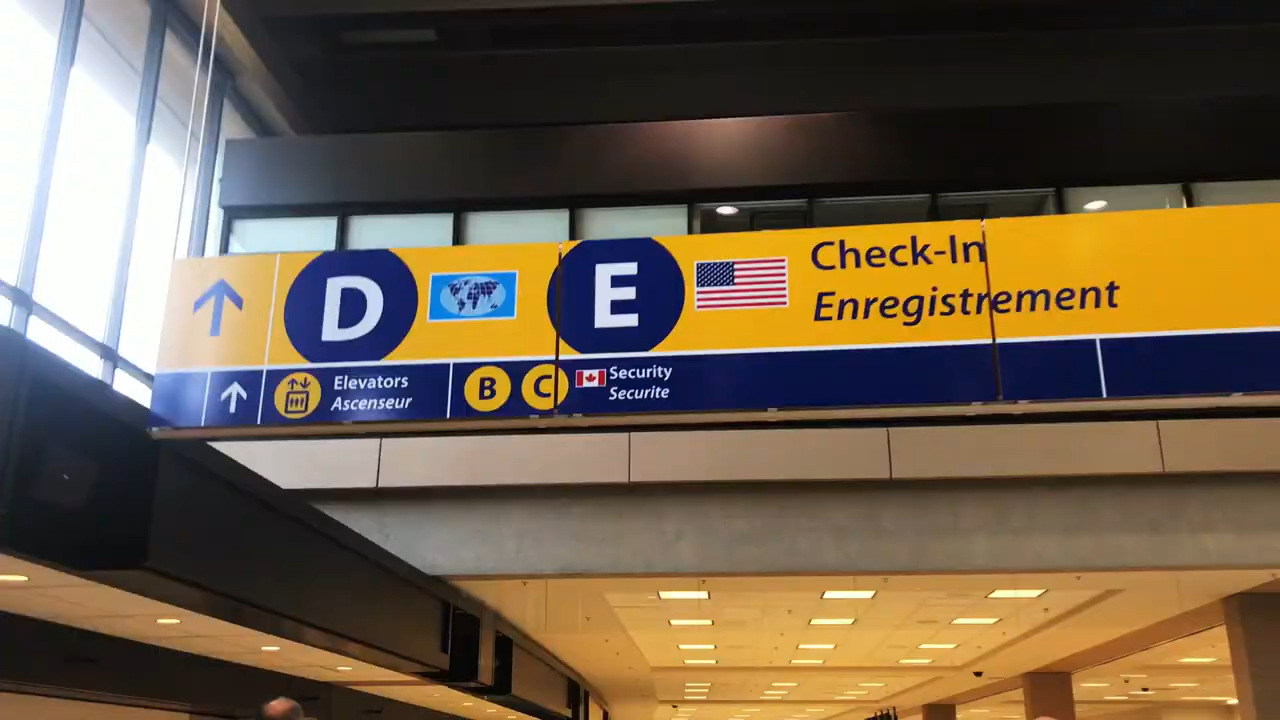 D E Check-In
Enregistrement
Elevators
Ascenseur
B C Security
Securite